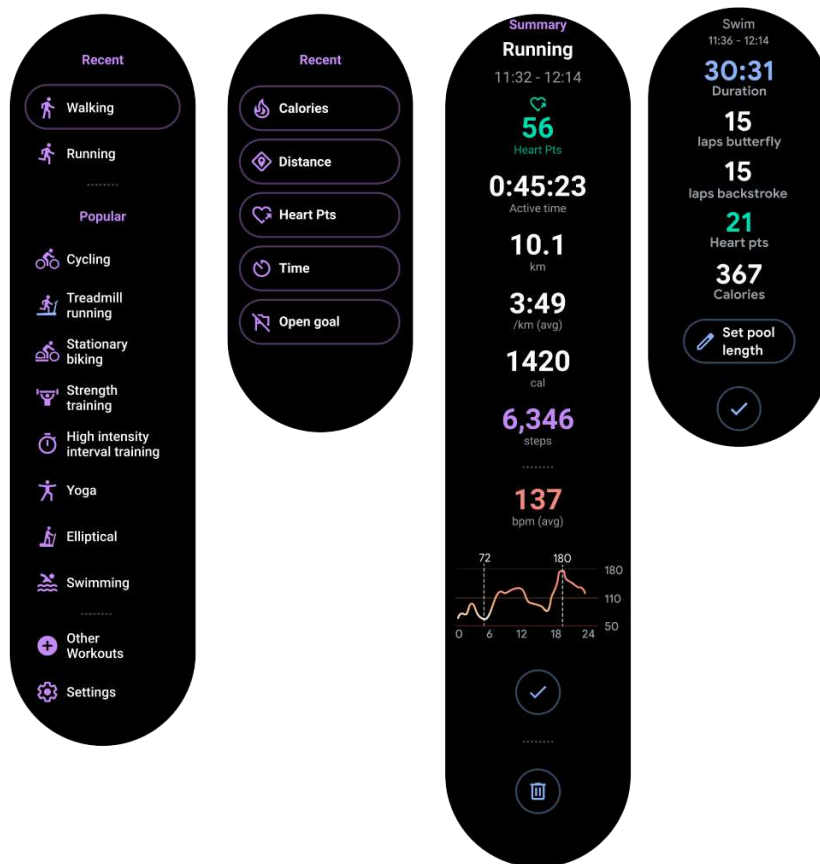 Recent
Walking
Running
Popular
Cycling
Treadmill
running
Stationary
biking
Strength
training
High intensity
interval training
Yoga
Elliptical
Swimming
Other
Workouts
Settings
Recent
Calories
Distance
Heart Pts
Time
Open goal
Summary
Running
11:32 - 12:14
56
Heart Pts
0:45:23
Active time
10.1
km
3:49
/km (avg)
1420
cal
6,346
steps
137
bpm (avg)
72 180
180
110
50
0 6 12 18 24
Swim
11:36 - 12:14
30:31
Duration
15
laps butterfly
15
laps backstroke
21
Heart pts
367
Calories
Set pool
length